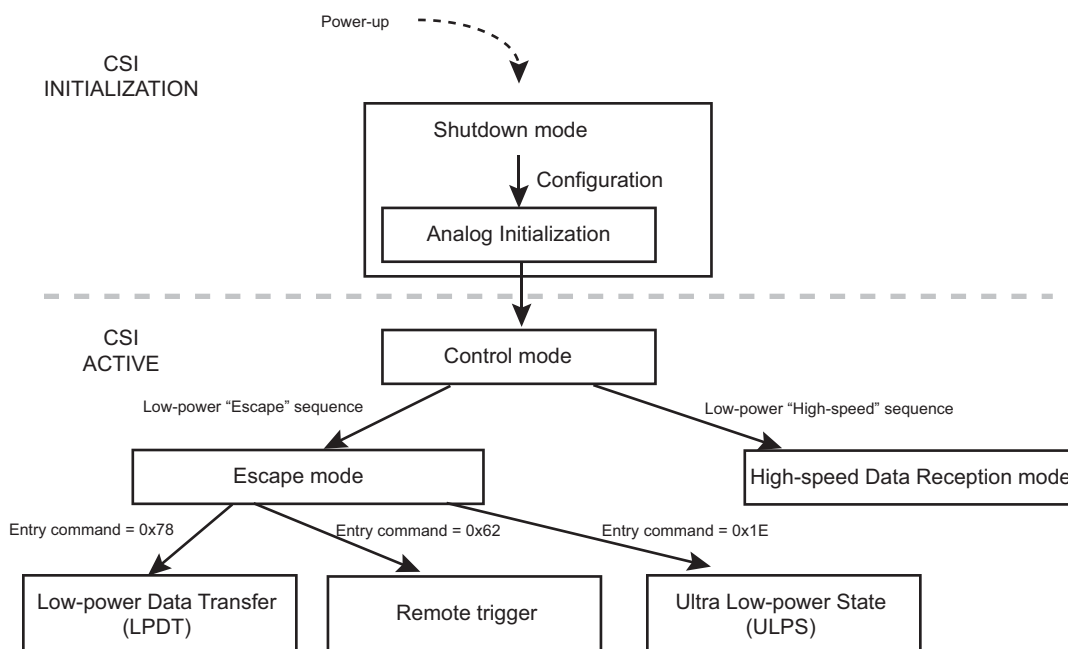 Power-up
CSI
INITIALIZATION
Shutdown mode
Configuration
Analog Initialization
CSI
ACTIVE
Control mode
Low-power “Escape” sequence
Low-power “High-speed” sequence
Escape mode
High-speed Data Reception mode
Entry command = 0x78
Entry command = 0x62
Entry command = 0x1E
Low-power Data Transfer
(LPDT)
Remote trigger
Ultra Low-power State
(ULPS)